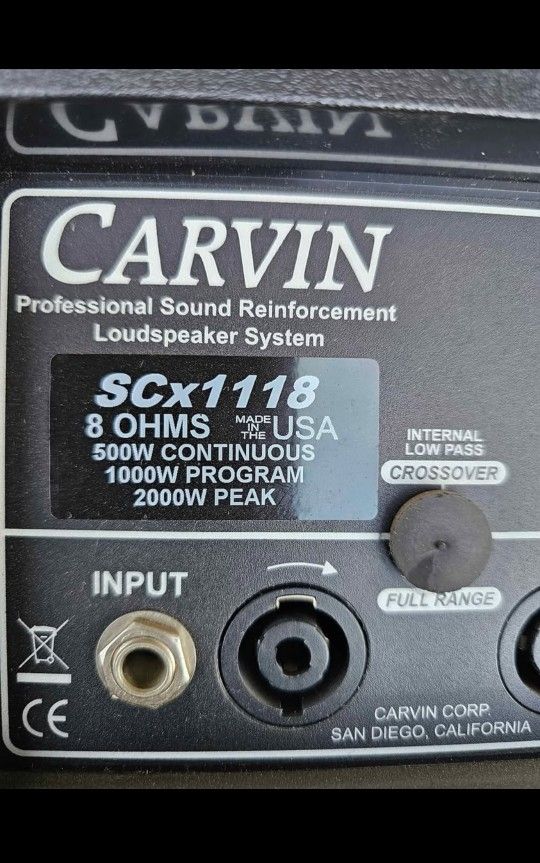 CARVIN
CARVIN
Professional Sound Reinforcement
Loudspeaker System
SCx1118
8 OHMS MADE IN THE USA
500W CONTINUOUS
1000W PROGRAM
2000W PEAK
INTERNAL
LOW PASS
CROSSOVER
FULL RANGE
INPUT
CE
CARVIN CORP.
SAN DIEGO, CALIFORNIA